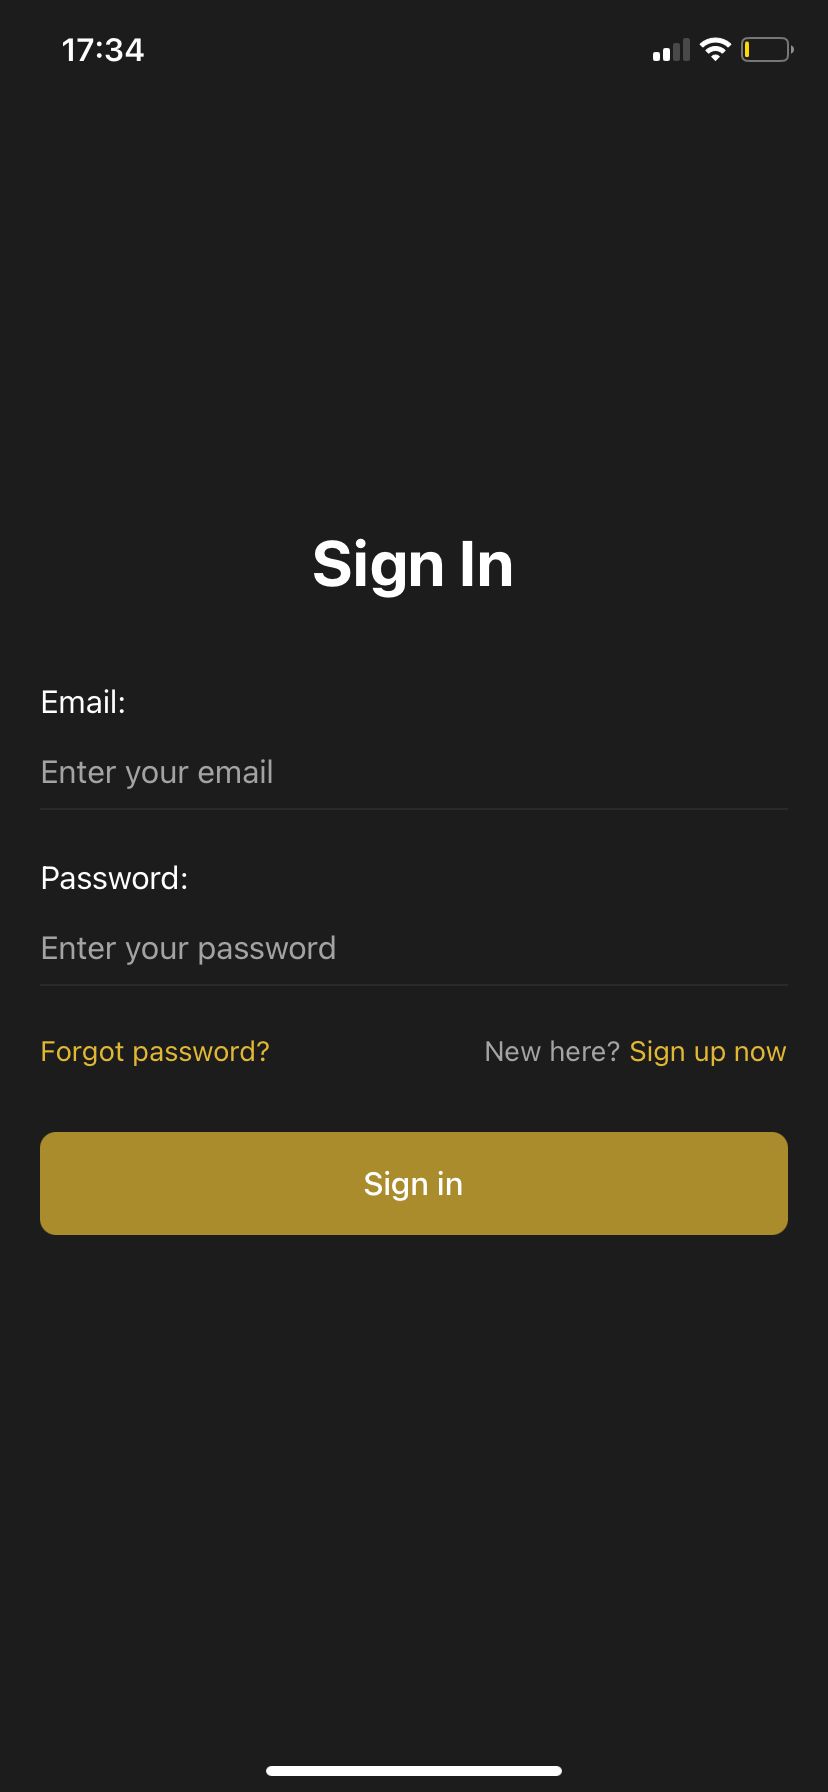 17:34
Sign In
Email:
Enter your email
Password:
Enter your password
Forgot password? New here? Sign up now
Sign in